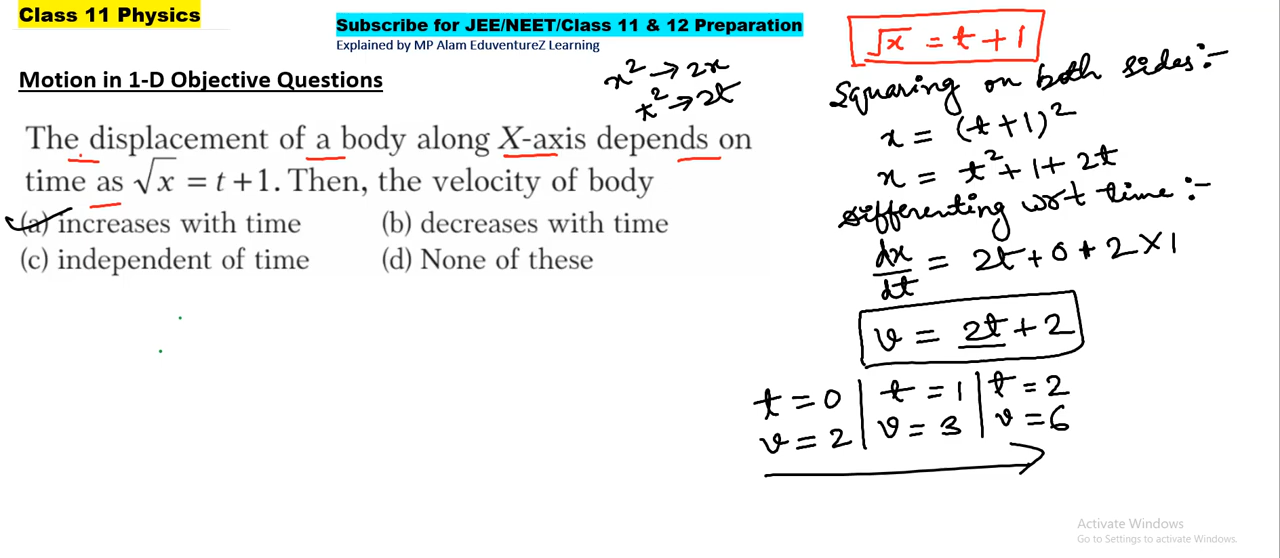 Class 11 Physics
Subscribe for JEE/NEET/Class 11 & 12 Preparation
Explained by MP Alam EduventureZ Learning
Motion in 1-D Objective Questions
x² → 2x
t² → 2t
The displacement of a body along X-axis depends on
time as √x = t + 1. Then, the velocity of body
(a) increases with time (b) decreases with time
(c) independent of time (d) None of these
√x = t + 1
Squaring on both sides:-
x = (t + 1)²
x = t² + 1 + 2t
Differenting wrt time:-
dx/dt = 2t + 0 + 2 × 1
v = 2t + 2
t = 0 | t = 1 | t = 2
v = 2 | v = 3 | v = 6
Activate Windows
Go to Settings to activate Windows.